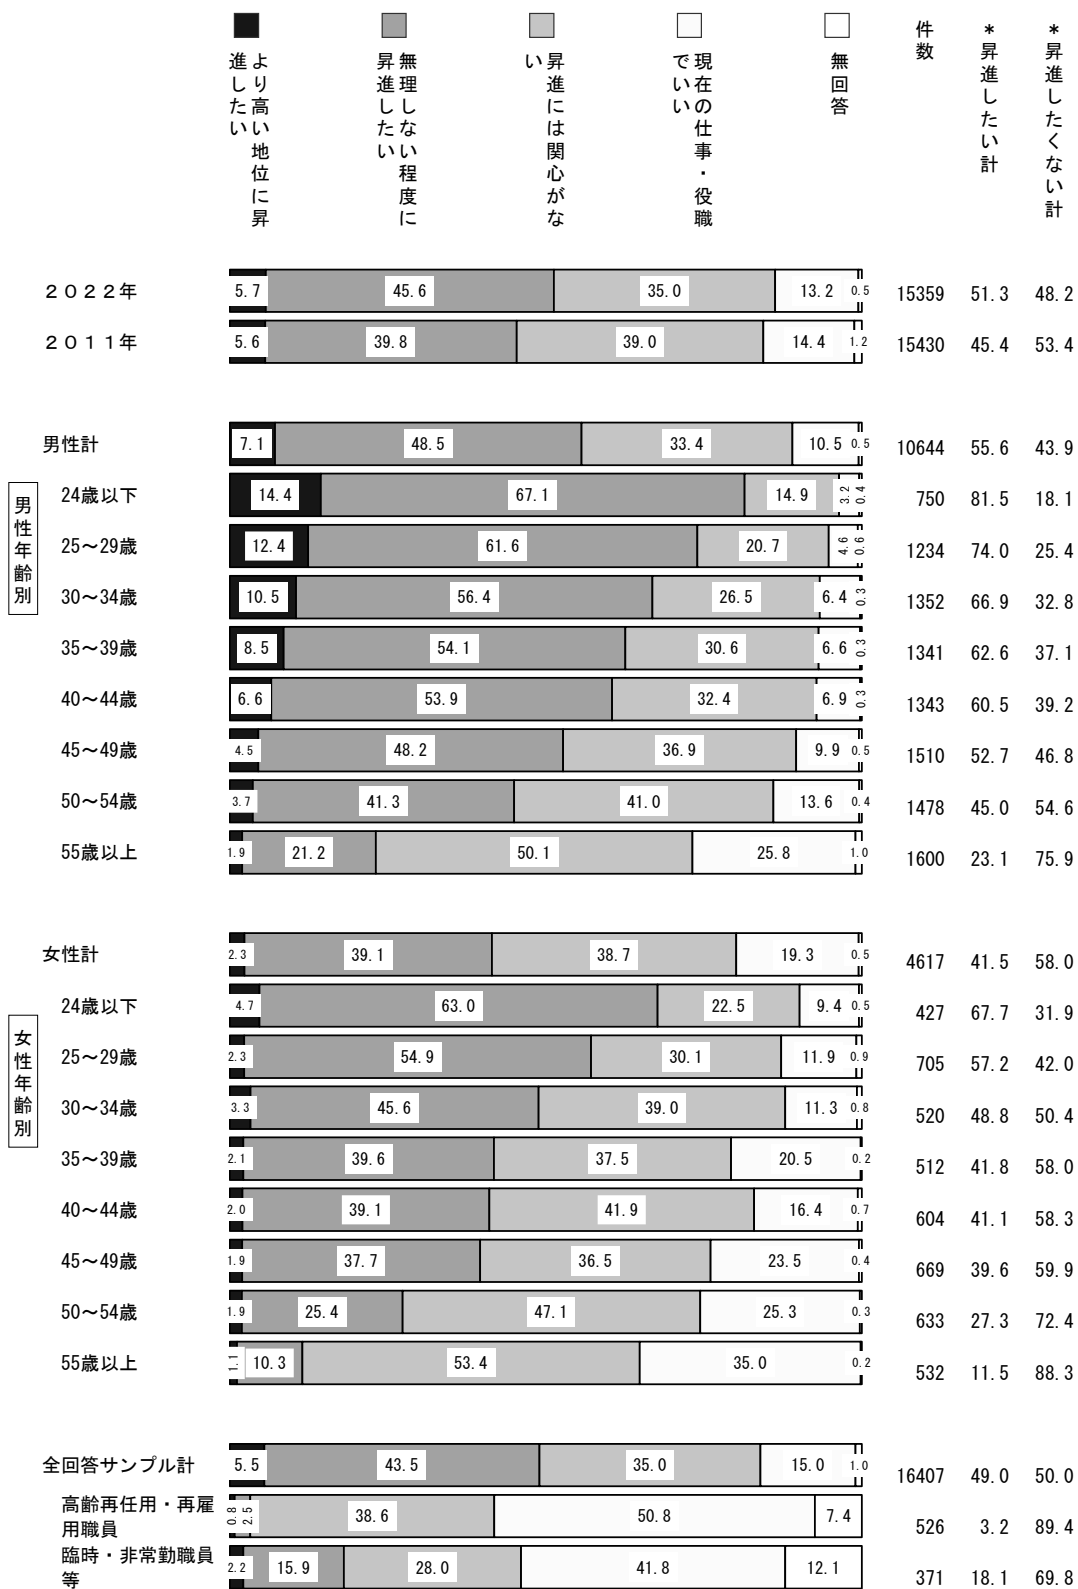 より高い地位に昇
進したい
無理しない程度に
昇進したい
昇進には関心がな
い
現在の仕事・役職
でいい
無回答
件数
*昇進したい計
*昇進したくない計
2022年 5.7 45.6 35.0 13.2 0.5 15359 51.3 48.2
2011年 5.6 39.8 39.0 14.4 1.2 15430 45.4 53.4
男性計 7.1 48.5 33.4 10.5 0.5 10644 55.6 43.9
男性年齢別
24歳以下 14.4 67.1 14.9 3.2 0.4 750 81.5 18.1
25～29歳 12.4 61.6 20.7 4.6 0.6 1234 74.0 25.4
30～34歳 10.5 56.4 26.5 6.4 0.3 1352 66.9 32.8
35～39歳 8.5 54.1 30.6 6.6 0.3 1341 62.6 37.1
40～44歳 6.6 53.9 32.4 6.9 0.3 1343 60.5 39.2
45～49歳 4.5 48.2 36.9 9.9 0.5 1510 52.7 46.8
50～54歳 3.7 41.3 41.0 13.6 0.4 1478 45.0 54.6
55歳以上 1.9 21.2 50.1 25.8 1.0 1600 23.1 75.9
女性計 2.3 39.1 38.7 19.3 0.5 4617 41.5 58.0
女性年齢別
24歳以下 4.7 63.0 22.5 9.4 0.5 427 67.7 31.9
25～29歳 2.3 54.9 30.1 11.9 0.9 705 57.2 42.0
30～34歳 3.3 45.6 39.0 11.3 0.8 520 48.8 50.4
35～39歳 2.1 39.6 37.5 20.5 0.2 512 41.8 58.0
40～44歳 2.0 39.1 41.9 16.4 0.7 604 41.1 58.3
45～49歳 1.9 37.7 36.5 23.5 0.4 669 39.6 59.9
50～54歳 1.9 25.4 47.1 25.3 0.3 633 27.3 72.4
55歳以上 1.1 10.3 53.4 35.0 0.2 532 11.5 88.3
全回答サンプル計 5.5 43.5 35.0 15.0 1.0 16407 49.0 50.0
高齢再任用・再雇
用職員 0.8 2.5 38.6 50.8 7.4 526 3.2 89.4
臨時・非常勤職員
等 2.2 15.9 28.0 41.8 12.1 371 18.1 69.8